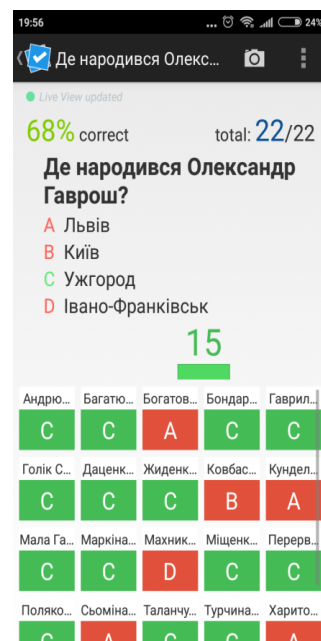 19:56 ... 24%
Де народився Олекс...
Live View updated
68% correct total: 22/22
Де народився Олександр
Гаврош?
A Львів
B Київ
C Ужгород
D Івано-Франківськ
15
Андрю... Багатю... Богатов... Бондар... Гаврил...
C C A C C
Голік С... Даценк... Жиденк... Ковбас... Кундел...
C C C B A
Мала Га... Маркіна... Махник... Міщенк... Перерв...
C C D C C
Поляко... Сьоміна... Таланчу... Турчина... Харито...
C A C C A